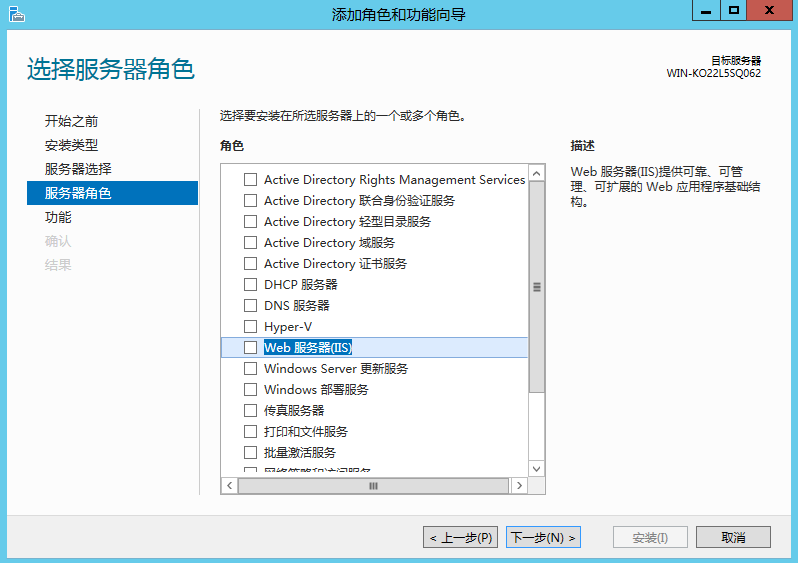 添加角色和功能向导
选择服务器角色
目标服务器
WIN-KO22L5SQ062
开始之前
安装类型
服务器选择
服务器角色
功能
确认
结果
选择要安装在所选服务器上的一个或多个角色。
角色
Active Directory Rights Management Services
Active Directory 联合身份验证服务
Active Directory 轻型目录服务
Active Directory 域服务
Active Directory 证书服务
DHCP 服务器
DNS 服务器
Hyper-V
Web 服务器(IIS)
Windows Server 更新服务
Windows 部署服务
传真服务器
打印和文件服务
批量激活服务
网络策略和访问服务
描述
Web 服务器(IIS)提供可靠、可管
理、可扩展的 Web 应用程序基础结
构。
< 上一步(P)
下一步(N) >
安装(I)
取消